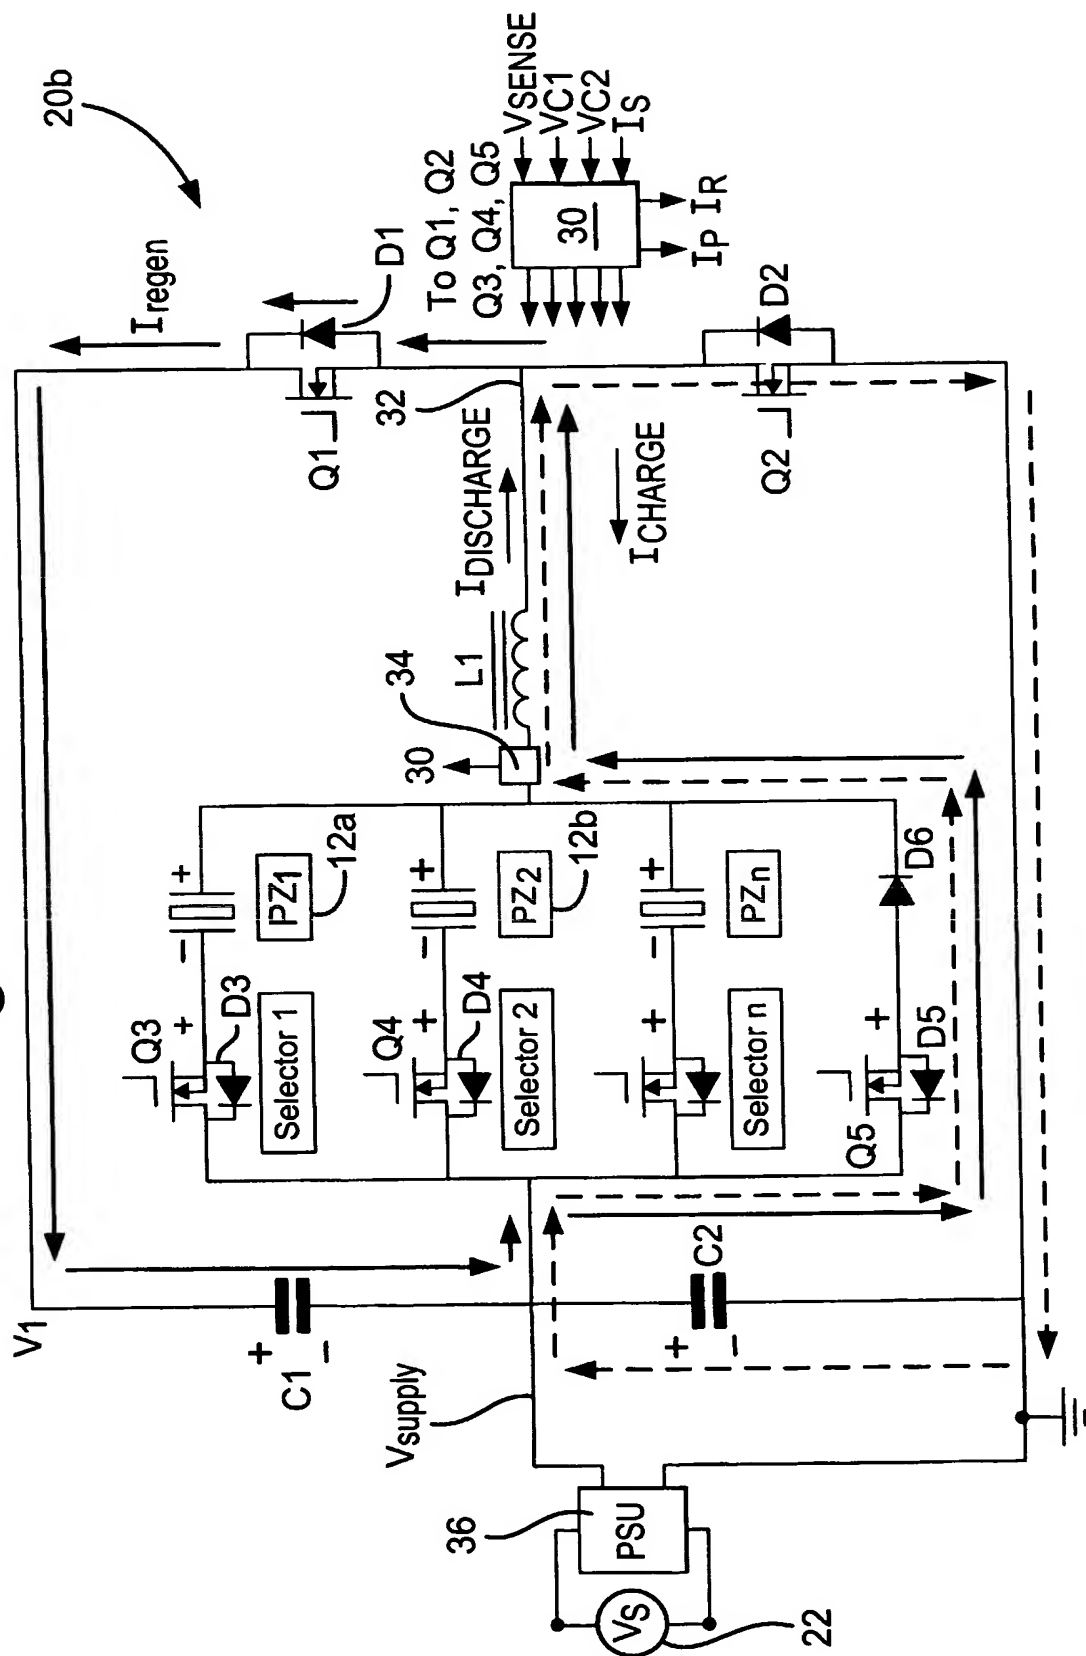 20b
Iregen
V1
D1
Q1
C1
+
−
To Q1, Q2
Q3, Q4, Q5
VSENSE
VC1
VC2
IS
30
IP
IR
32
IDISCHARGE
ICHARGE
L1
34
30
Q3
+
D3
Selector 1
−
+
PZ1
12a
Q4
+
D4
Selector 2
−
+
PZ2
12b
+
Selector n
−
+
PZn
Q5
+
D5
D6
Vsupply
C2
+
−
Q2
D2
36
PSU
VS
22